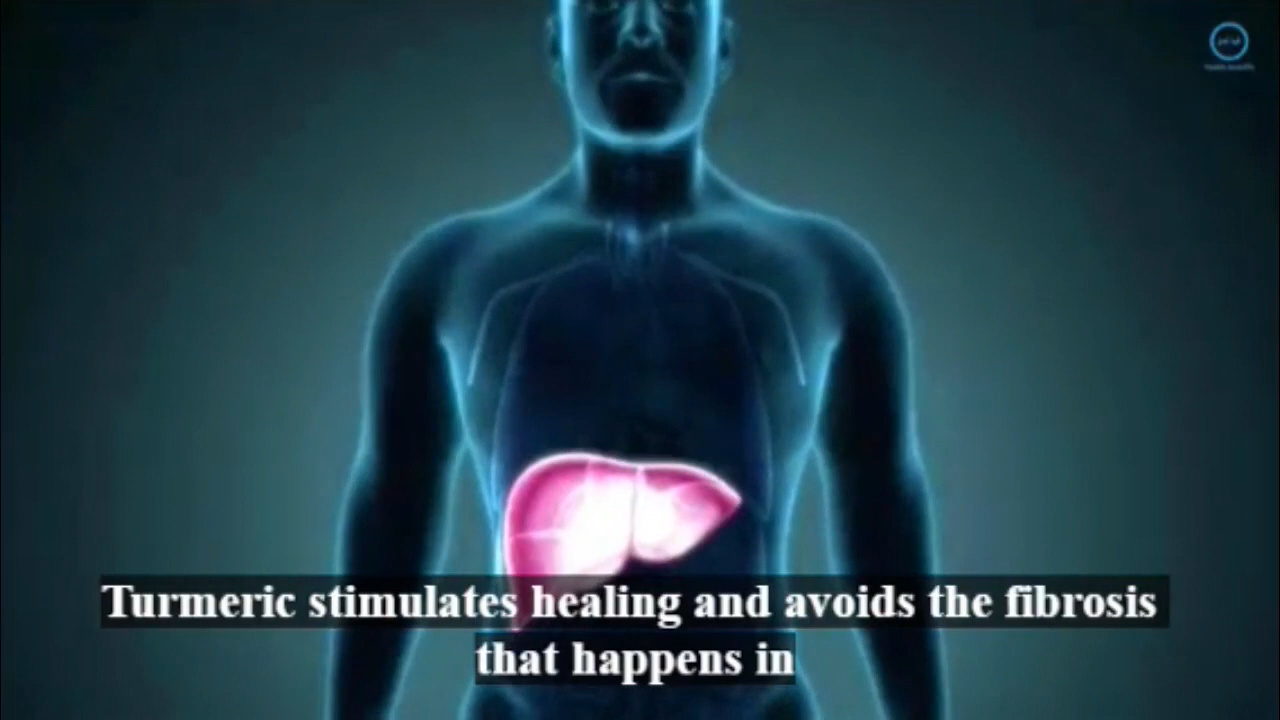 Turmeric stimulates healing and avoids the fibrosis
that happens in